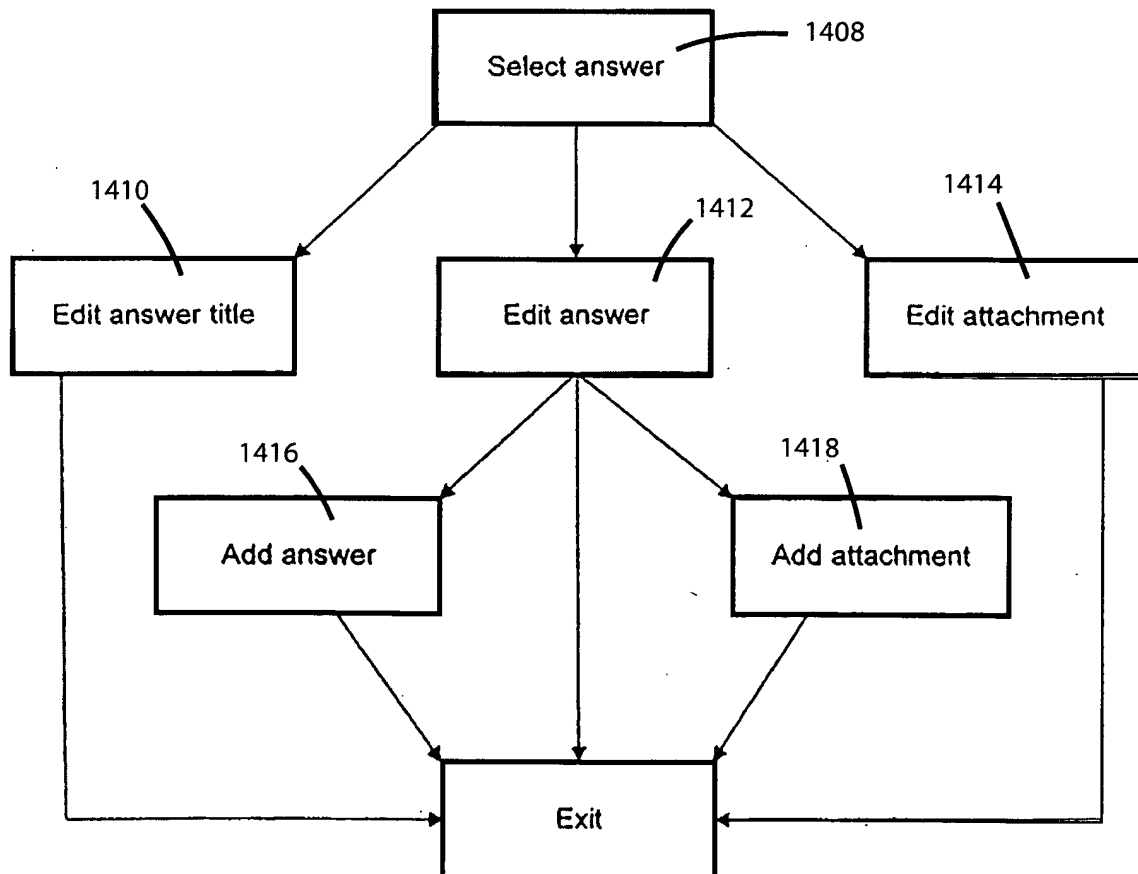 1408
Select answer
1410
1412
1414
Edit answer title
Edit answer
Edit attachment
1416
1418
Add answer
Add attachment
Exit